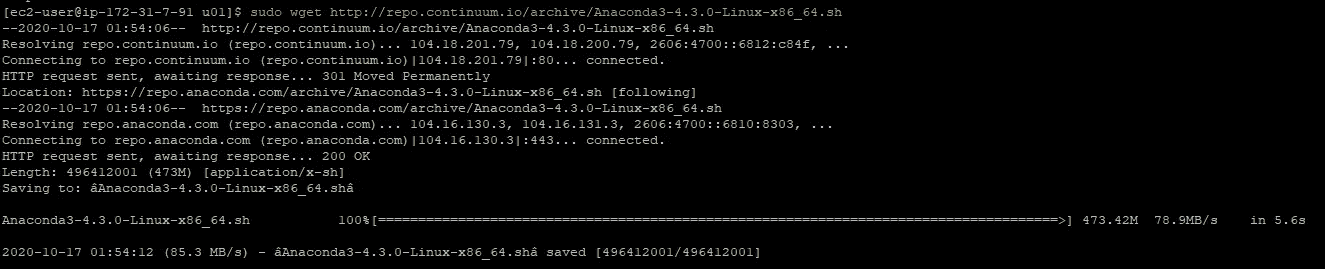 [ec2-user@ip-172-31-7-91 u01]$ sudo wget http://repo.continuum.io/archive/Anaconda3-4.3.0-Linux-x86_64.sh
--2020-10-17 01:54:06--  http://repo.continuum.io/archive/Anaconda3-4.3.0-Linux-x86_64.sh
Resolving repo.continuum.io (repo.continuum.io)... 104.18.201.79, 104.18.200.79, 2606:4700::6812:c84f, ...
Connecting to repo.continuum.io (repo.continuum.io)|104.18.201.79|:80... connected.
HTTP request sent, awaiting response... 301 Moved Permanently
Location: https://repo.anaconda.com/archive/Anaconda3-4.3.0-Linux-x86_64.sh [following]
--2020-10-17 01:54:06--  https://repo.anaconda.com/archive/Anaconda3-4.3.0-Linux-x86_64.sh
Resolving repo.anaconda.com (repo.anaconda.com)... 104.16.130.3, 104.16.131.3, 2606:4700::6810:8303, ...
Connecting to repo.anaconda.com (repo.anaconda.com)|104.16.130.3|:443... connected.
HTTP request sent, awaiting response... 200 OK
Length: 496412001 (473M) [application/x-sh]
Saving to: âAnaconda3-4.3.0-Linux-x86_64.shâ
Anaconda3-4.3.0-Linux-x86_64.sh           100%[=====================================================================================>] 473.42M  78.9MB/s    in 5.6s
2020-10-17 01:54:12 (85.3 MB/s) - âAnaconda3-4.3.0-Linux-x86_64.shâ saved [496412001/496412001]